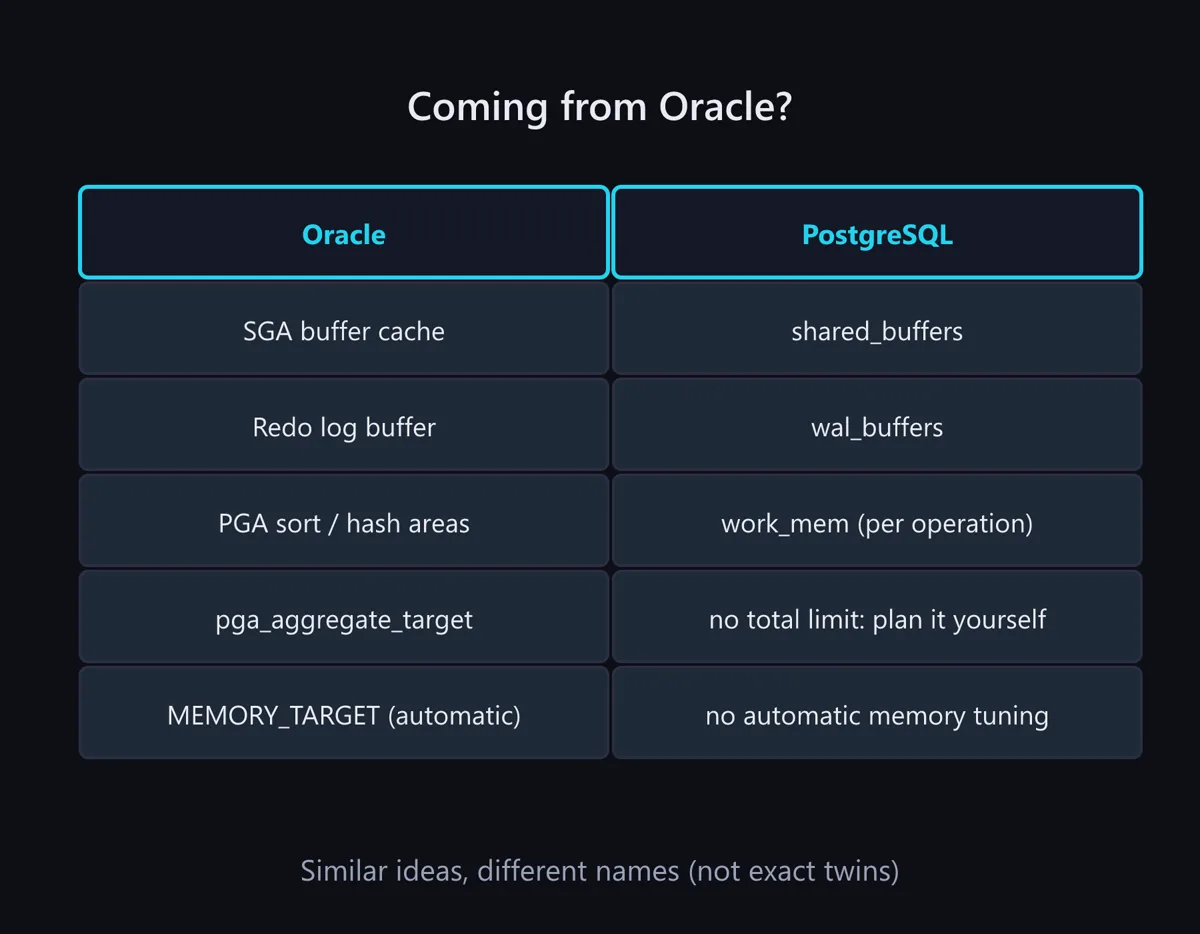 Coming from Oracle?
Oracle
PostgreSQL
SGA buffer cache
shared_buffers
Redo log buffer
wal_buffers
PGA sort / hash areas
work_mem (per operation)
pga_aggregate_target
no total limit: plan it yourself
MEMORY_TARGET (automatic)
no automatic memory tuning
Similar ideas, different names (not exact twins)